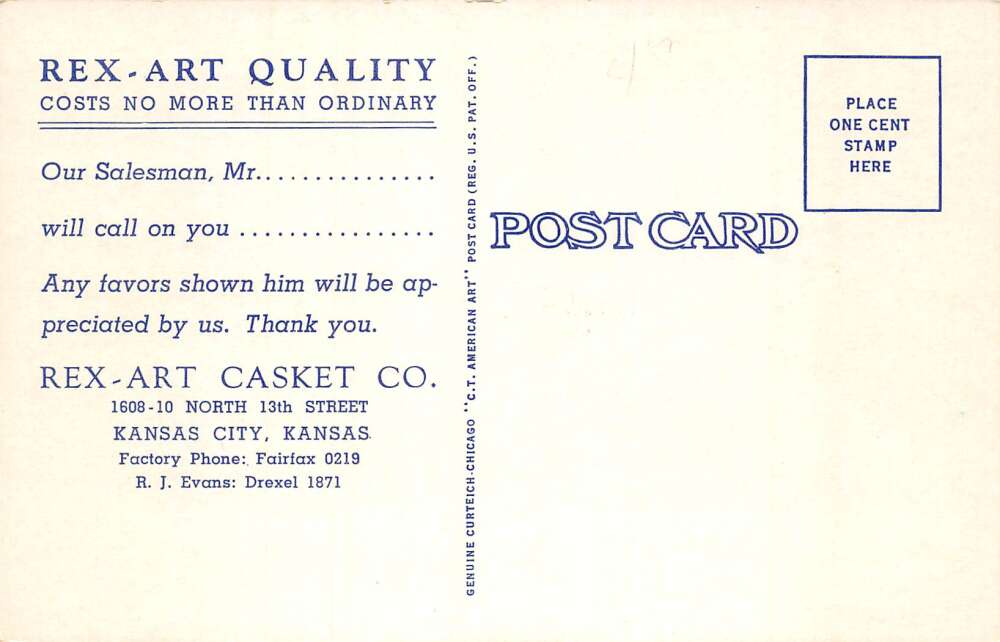 REX-ART QUALITY
COSTS NO MORE THAN ORDINARY
Our Salesman, Mr................
will call on you ................
Any favors shown him will be ap-
preciated by us. Thank you.
REX-ART CASKET CO.
1608-10 NORTH 13th STREET
KANSAS CITY, KANSAS.
Factory Phone: Fairfax 0219
R. J. Evans: Drexel 1871
GENUINE CURTEICH-CHICAGO "C.T. AMERICAN ART" POST CARD (REG. U.S. PAT. OFF.)
POST CARD
PLACE
ONE CENT
STAMP
HERE